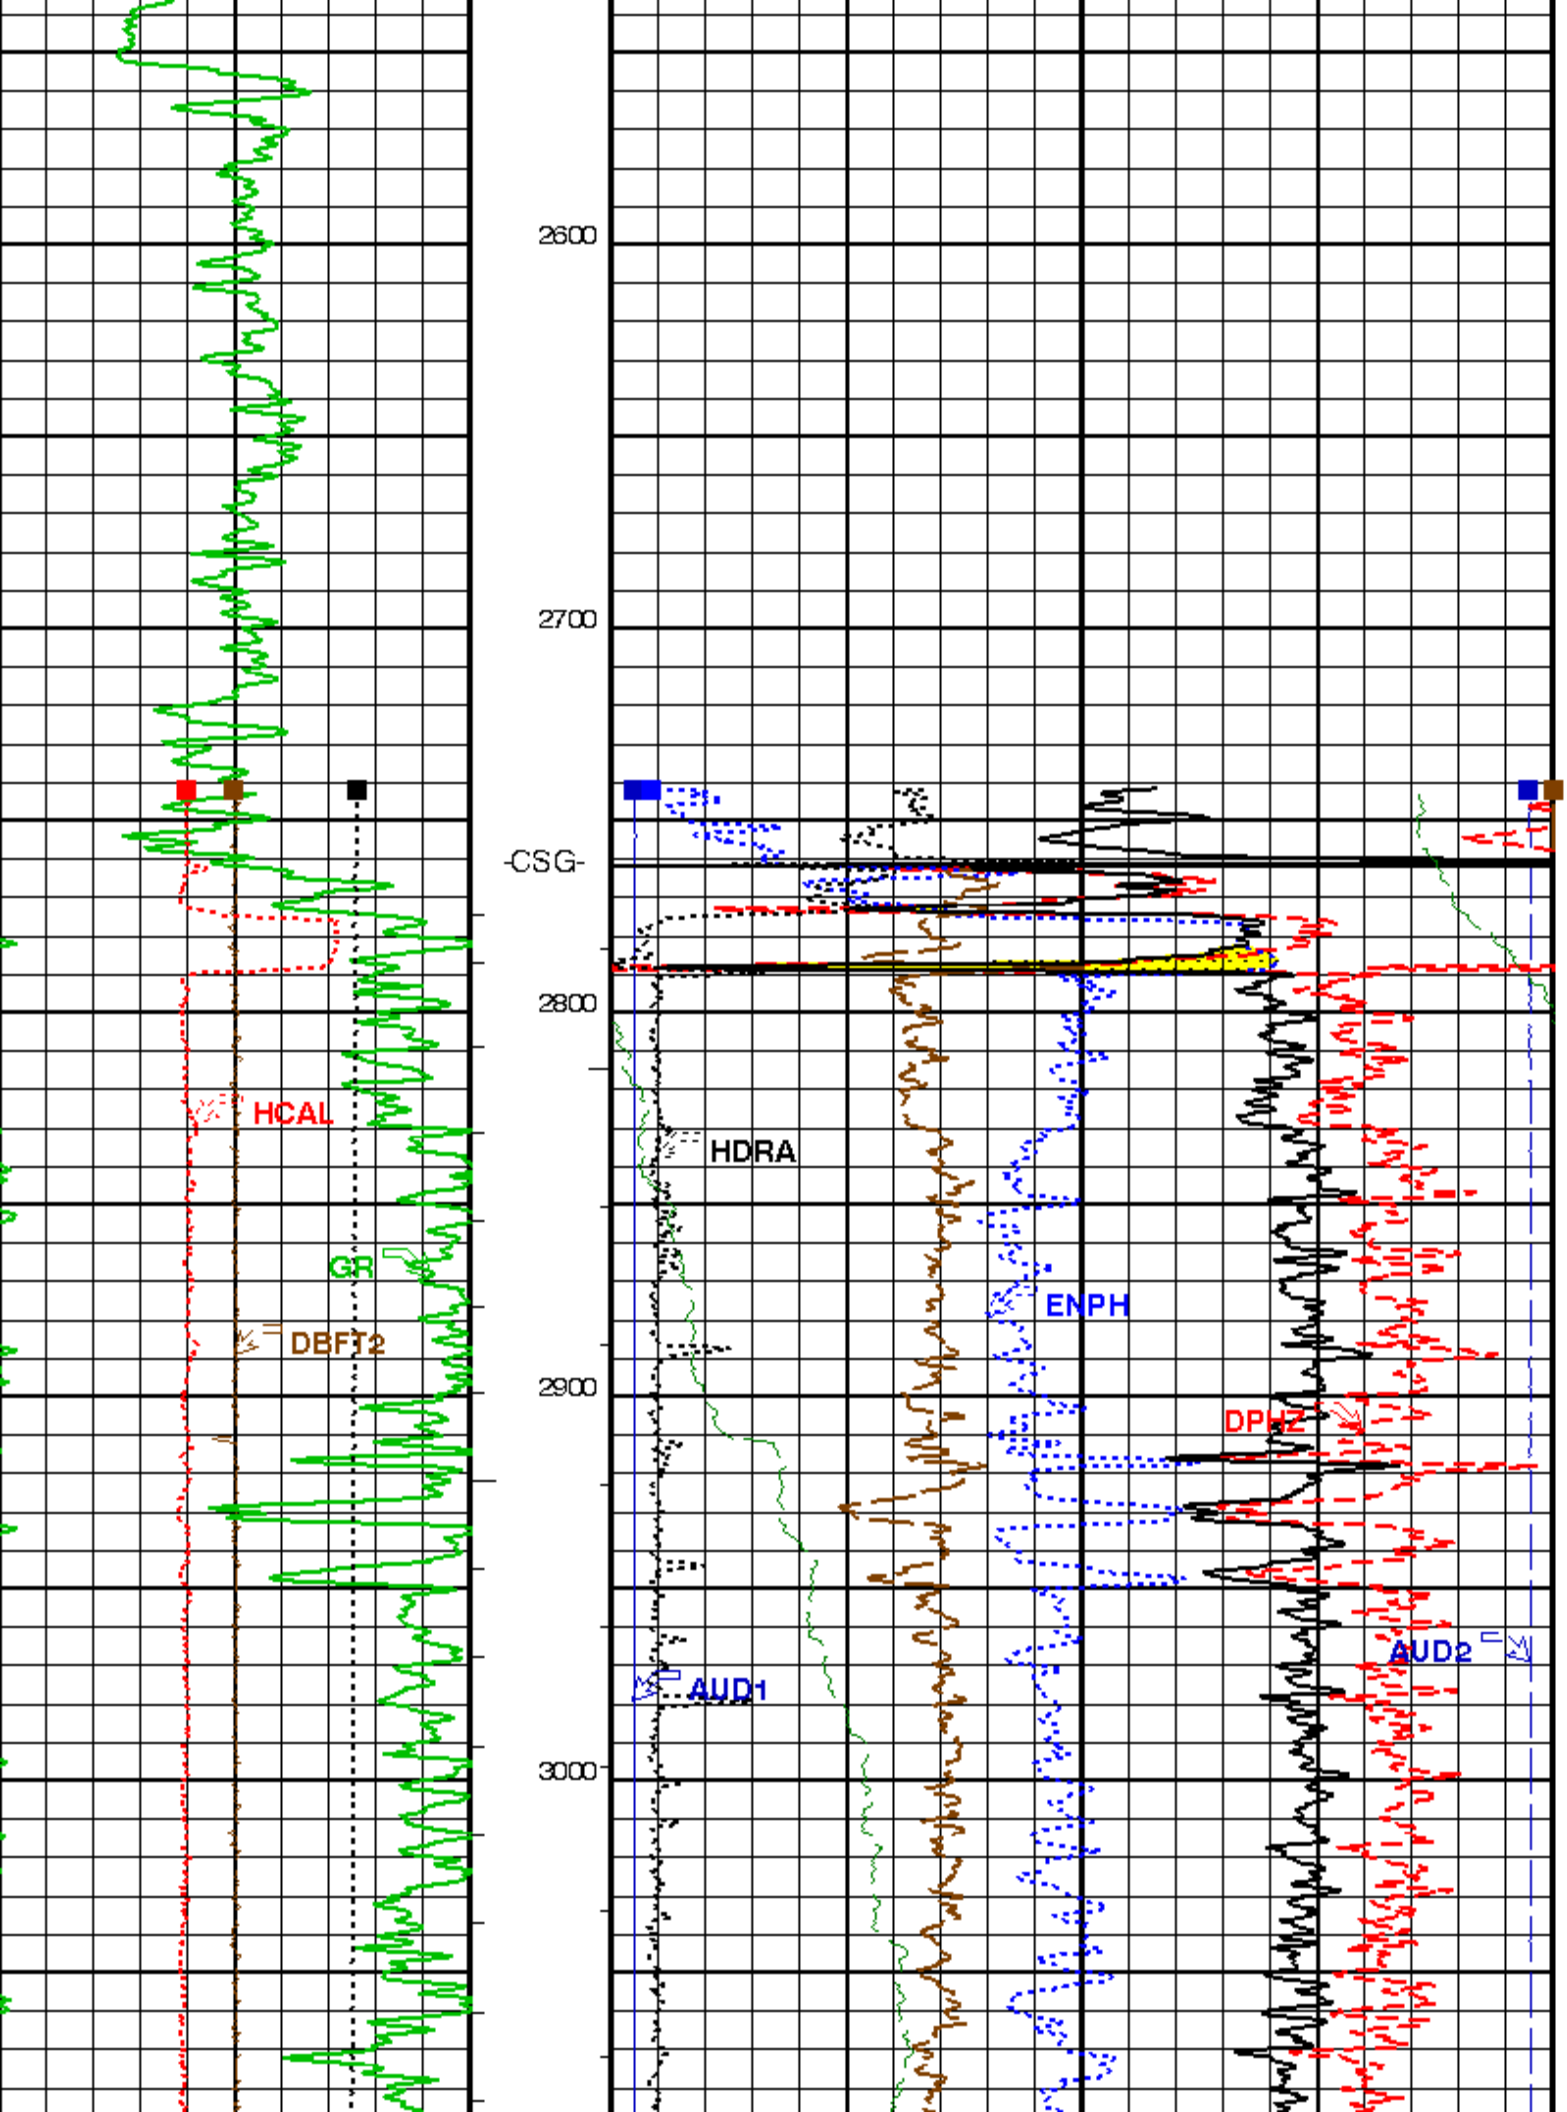 2600
2700
-CSG-
2800
HCAL
HDRA
GR
ENPH
DBFT2
2900
DPHZ
AUD2
AUD1
3000